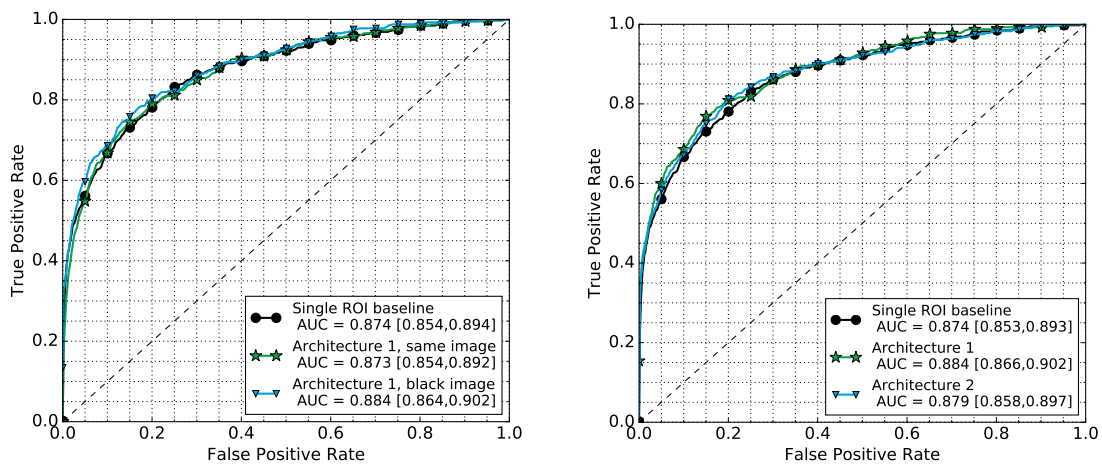 1.0
0.8
0.6
0.4
0.2
0.0
True Positive Rate
0.0 0.2 0.4 0.6 0.8 1.0
False Positive Rate
Single ROI baseline
AUC = 0.874 [0.854,0.894]
Architecture 1, same image
AUC = 0.873 [0.854,0.892]
Architecture 1, black image
AUC = 0.884 [0.864,0.902]
1.0
0.8
0.6
0.4
0.2
0.0
True Positive Rate
0.0 0.2 0.4 0.6 0.8 1.0
False Positive Rate
Single ROI baseline
AUC = 0.874 [0.853,0.893]
Architecture 1
AUC = 0.884 [0.866,0.902]
Architecture 2
AUC = 0.879 [0.858,0.897]